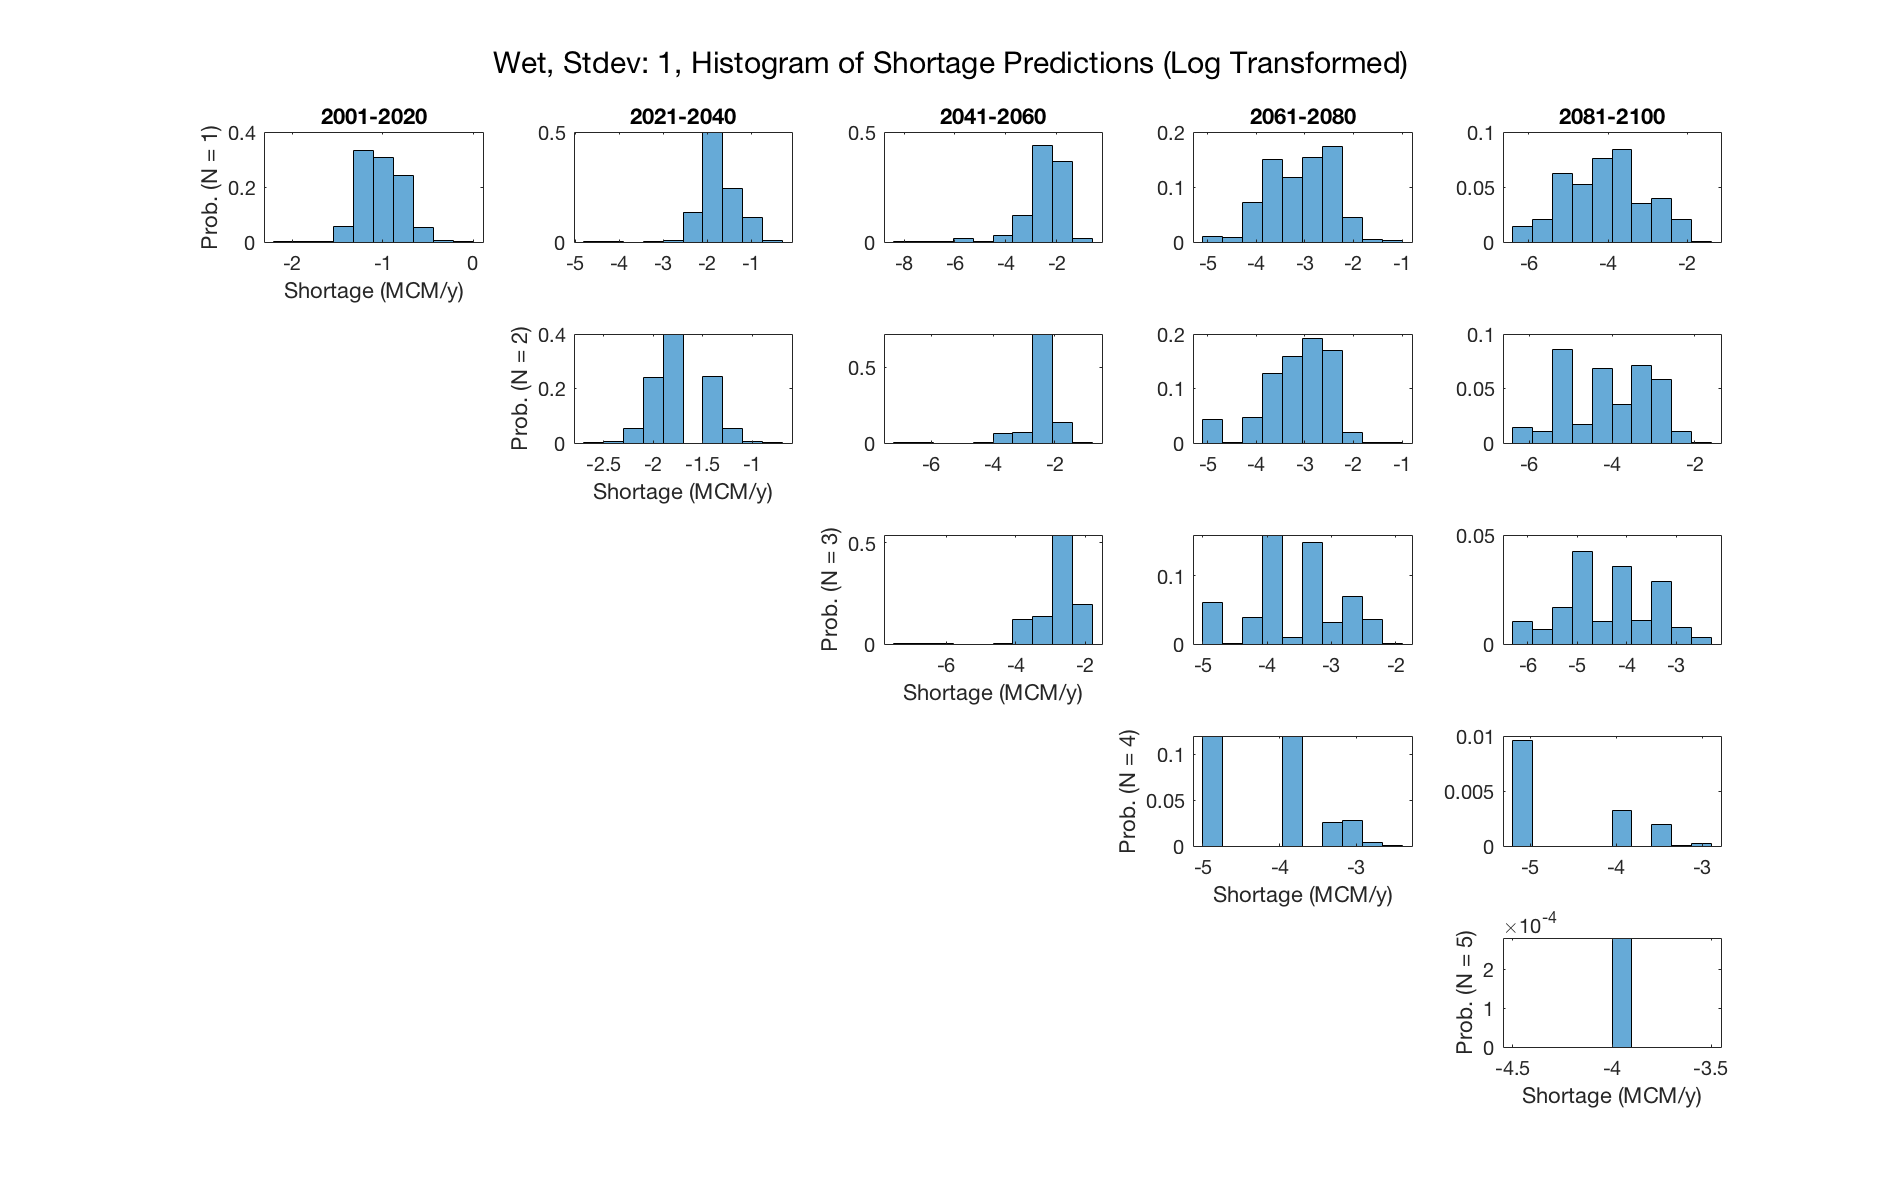 Wet, Stdev: 1, Histogram of Shortage Predictions (Log Transformed)
2001-2020 2021-2040 2041-2060 2061-2080 2081-2100
Prob. (N = 1)
0.4
0.2
0
-2 -1 0
Shortage (MCM/y)
0.5
0
-5 -4 -3 -2 -1
0.5
0
-8 -6 -4 -2
0.2
0.1
0
-5 -4 -3 -2 -1
0.1
0.05
0
-6 -4 -2
Prob. (N = 2)
0.4
0.2
0
-2.5 -2 -1.5 -1
Shortage (MCM/y)
0.5
0
-6 -4 -2
0.2
0.1
0
-5 -4 -3 -2 -1
0.1
0.05
0
-6 -4 -2
Prob. (N = 3)
0.5
0
-6 -4 -2
Shortage (MCM/y)
0.1
0
-5 -4 -3 -2
0.05
0
-6 -5 -4 -3
Prob. (N = 4)
0.1
0.05
0
-5 -4 -3
Shortage (MCM/y)
0.01
0.005
0
-5 -4 -3
Prob. (N = 5)
×10-4
2
1
0
-4.5 -4 -3.5
Shortage (MCM/y)